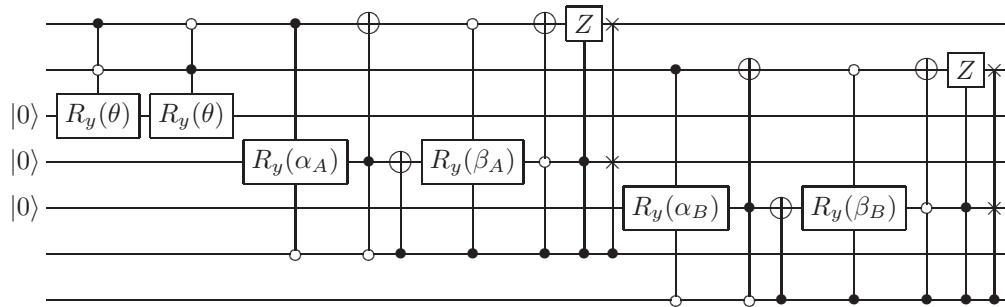 Z
Z
|0⟩ R_y(θ) R_y(θ)
|0⟩ R_y(α_A) R_y(β_A)
|0⟩ R_y(α_B) R_y(β_B)